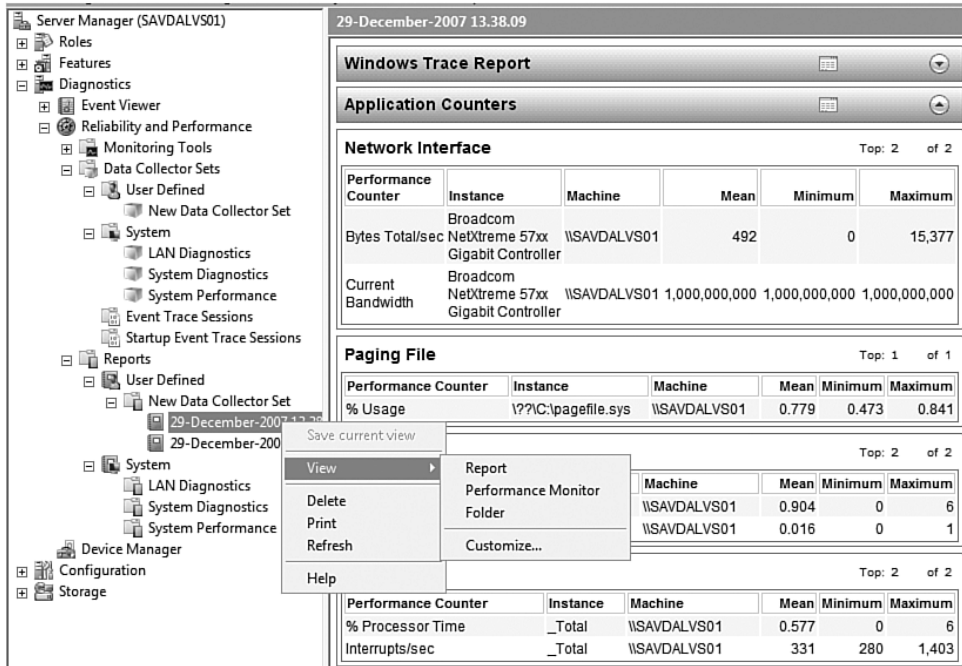 Server Manager (SAVDALVS01)
Roles
Features
Diagnostics
Event Viewer
Reliability and Performance
Monitoring Tools
Data Collector Sets
User Defined
New Data Collector Set
System
LAN Diagnostics
System Diagnostics
System Performance
Event Trace Sessions
Startup Event Trace Sessions
Reports
User Defined
New Data Collector Set
29-December-2007 13.38
29-December-200
System
LAN Diagnostics
System Diagnostics
System Performance
Device Manager
Configuration
Storage
Save current view
View
Delete
Print
Refresh
Help
Report
Performance Monitor
Folder
Customize...
29-December-2007 13.38.09
Windows Trace Report
Application Counters
Network Interface Top: 2 of 2
Performance Counter Instance Machine Mean Minimum Maximum
Bytes Total/sec Broadcom NetXtreme 57xx Gigabit Controller \\SAVDALVS01 492 0 15,377
Current Bandwidth Broadcom NetXtreme 57xx Gigabit Controller \\SAVDALVS01 1,000,000,000 1,000,000,000 1,000,000,000
Paging File Top: 1 of 1
Performance Counter Instance Machine Mean Minimum Maximum
% Usage \??\C:\pagefile.sys \\SAVDALVS01 0.779 0.473 0.841
Top: 2 of 2
Machine Mean Minimum Maximum
\\SAVDALVS01 0.904 0 6
\\SAVDALVS01 0.016 0 1
Top: 2 of 2
Performance Counter Instance Machine Mean Minimum Maximum
% Processor Time _Total \\SAVDALVS01 0.577 0 6
Interrupts/sec _Total \\SAVDALVS01 331 280 1,403